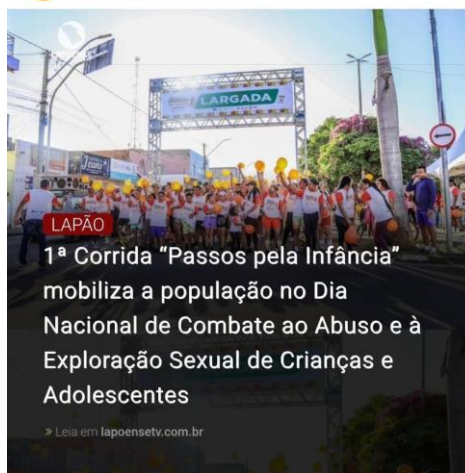 LARGADA
LAPÃO
1ª Corrida “Passos pela Infância”
mobiliza a população no Dia
Nacional de Combate ao Abuso e à
Exploração Sexual de Crianças e
Adolescentes
» Leia em lapoensetv.com.br